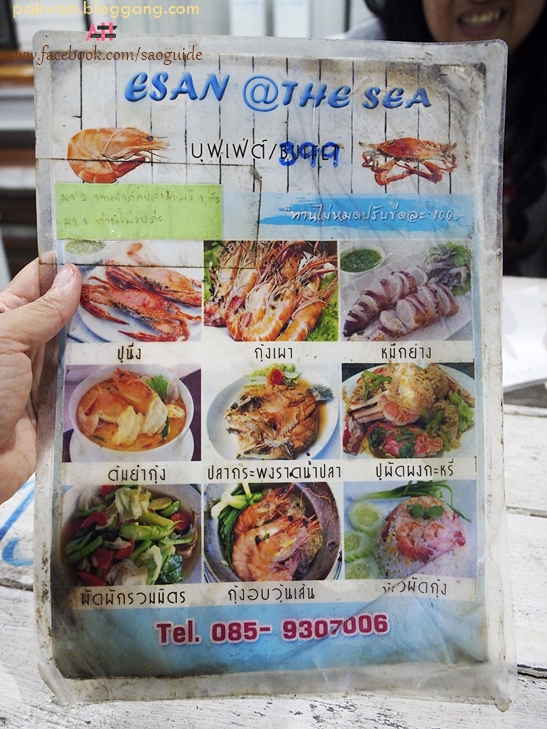 pakwan.bloggang.com
www.facebook.com/saoguide
ESAN @THE SEA
บุฟเฟ่ต์/ 399
"ทานไม่หมดปรับขีดละ 100.-
ปูนึ่ง กุ้งเผา หมึกย่าง
ต้มยำกุ้ง ปลากระพงราดน้ำปลา ปูผัดผงกะหรี่
ผัดผักรวมมิตร กุ้งอบวุ้นเส้น ข้าวผัดกุ้ง
Tel. 085- 9307006